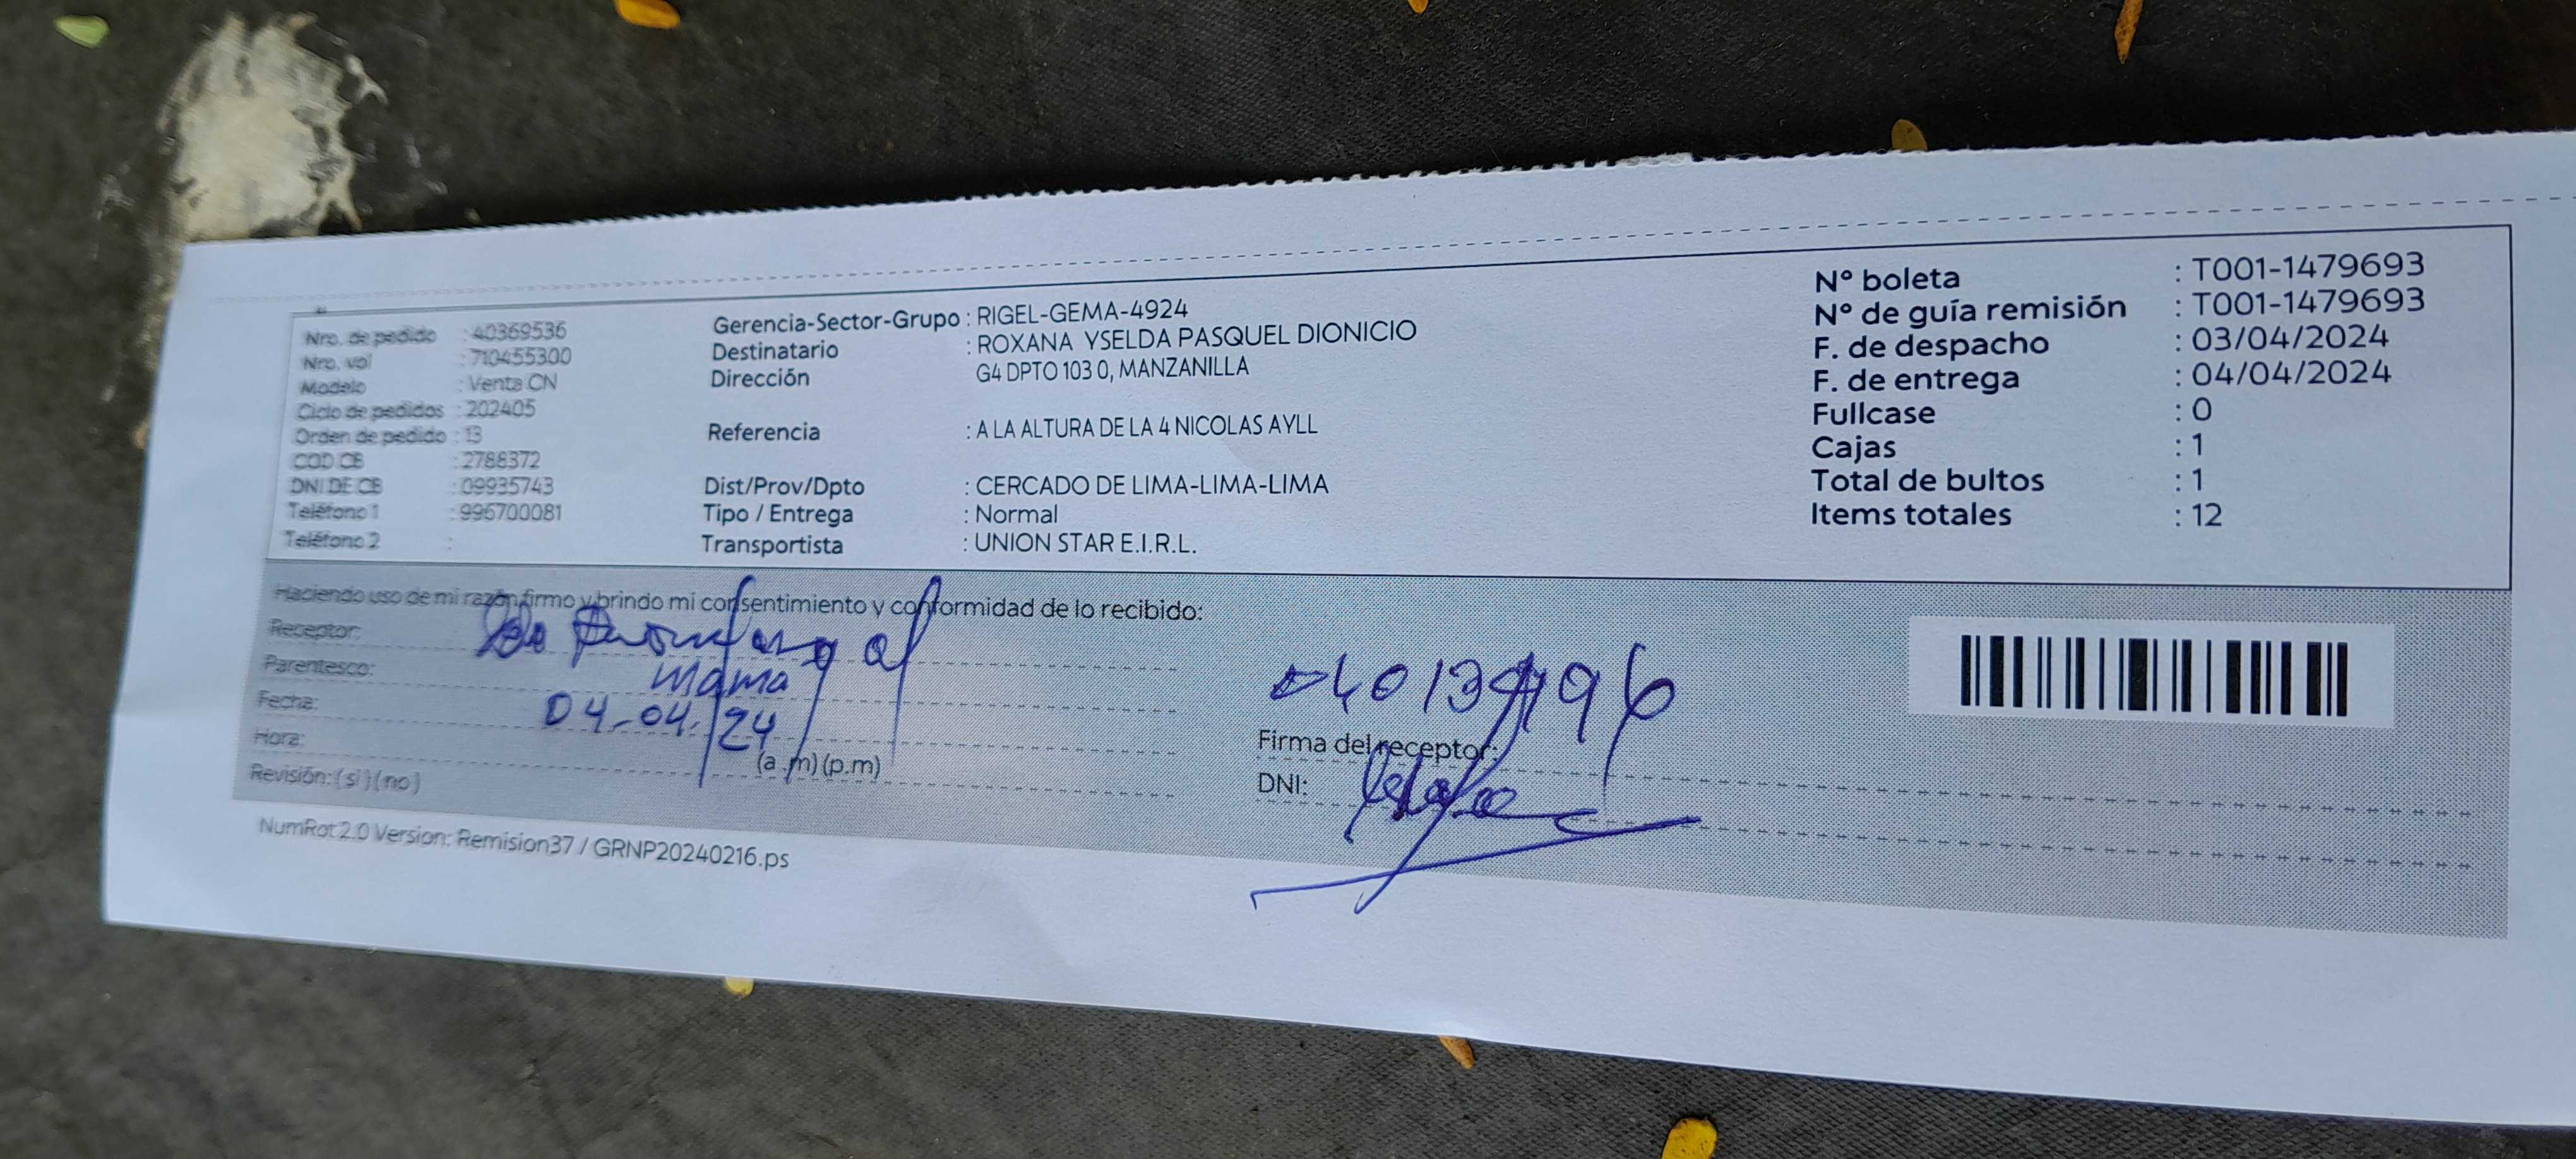 Nro. de pedido : 40369536
Nro. vol : 710455300
Modelo : Venta CN
Ciclo de pedidos : 202405
Orden de pedido : 13
COD CB : 2788372
DNI DE CB : 09935743
Teléfono 1 : 996700081
Teléfono 2 :
Gerencia-Sector-Grupo : RIGEL-GEMA-4924
Destinatario : ROXANA YSELDA PASQUEL DIONICIO
Dirección G4 DPTO 103 0, MANZANILLA
Referencia : A LA ALTURA DE LA 4 NICOLAS AYLL
Dist/Prov/Dpto : CERCADO DE LIMA-LIMA-LIMA
Tipo / Entrega : Normal
Transportista : UNION STAR E.I.R.L.
N° boleta : T001-1479693
N° de guía remisión : T001-1479693
F. de despacho : 03/04/2024
F. de entrega : 04/04/2024
Fullcase : 0
Cajas : 1
Total de bultos : 1
Items totales : 12
Haciendo uso de mi razón firmo y brindo mi consentimiento y conformidad de lo recibido:
Receptor:
Parentesco: Mama
Fecha: 04-04/24
Hora: (a .m) (p.m)
Revisión: ( si ) ( no )
Firma del receptor:
DNI:
NumRot 2.0 Version: Remision37 / GRNP20240216.ps